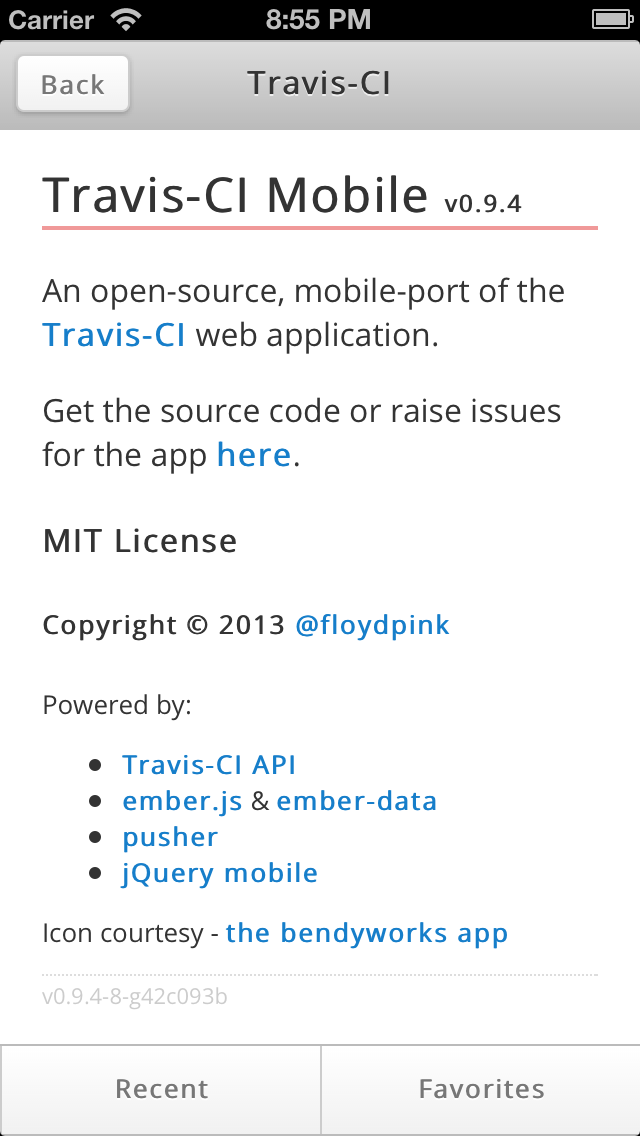 Carrier 8:55 PM
Back Travis-CI
Travis-CI Mobile v0.9.4
An open-source, mobile-port of the
Travis-CI web application.
Get the source code or raise issues
for the app here.
MIT License
Copyright © 2013 @floydpink
Powered by:
Travis-CI API
ember.js & ember-data
pusher
jQuery mobile
Icon courtesy - the bendyworks app
v0.9.4-8-g42c093b
Recent Favorites